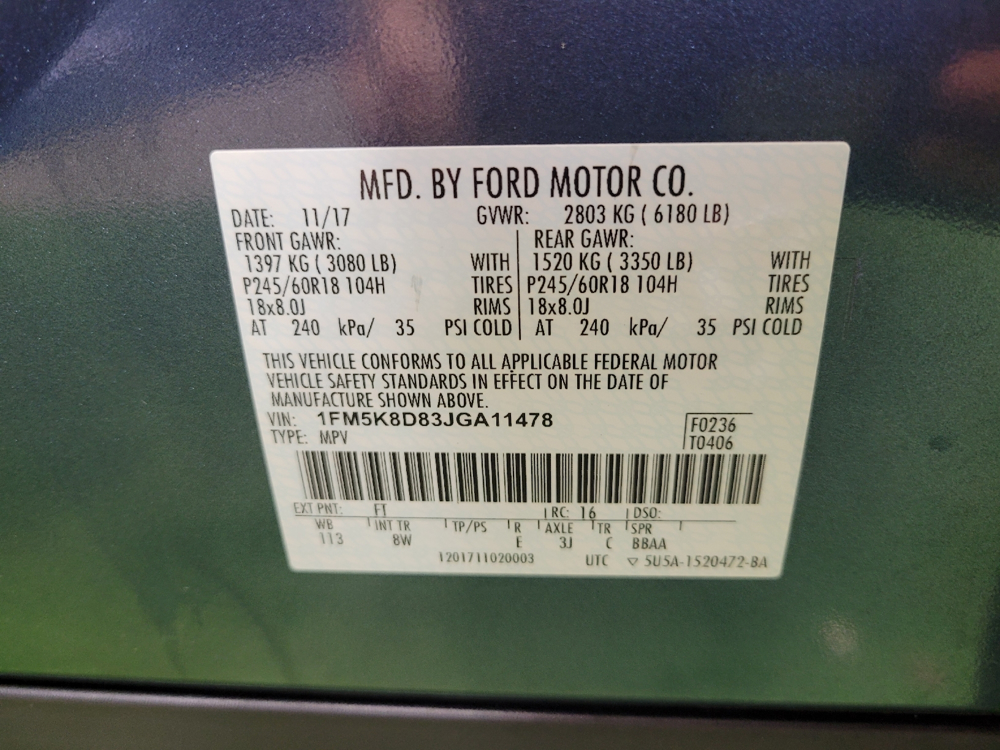 MFD. BY FORD MOTOR CO.
DATE: 11/17 GVWR: 2803 KG ( 6180 LB)
FRONT GAWR: REAR GAWR:
1397 KG ( 3080 LB) WITH 1520 KG ( 3350 LB) WITH
P245/60R18 104H TIRES P245/60R18 104H TIRES
18x8.0J RIMS 18x8.0J RIMS
AT 240 kPa/ 35 PSI COLD AT 240 kPa/ 35 PSI COLD
THIS VEHICLE CONFORMS TO ALL APPLICABLE FEDERAL MOTOR
VEHICLE SAFETY STANDARDS IN EFFECT ON THE DATE OF
MANUFACTURE SHOWN ABOVE.
VIN: 1FM5K8D83JGA11478 F0236
TYPE: MPV T0406
EXT PNT: FT RC: 16 DSO:
WB INT TR TP/PS R AXLE TR SPR
113 8W E 3J C BBAA
1201711020003 UTC ▽ 5U5A-1520472-BA